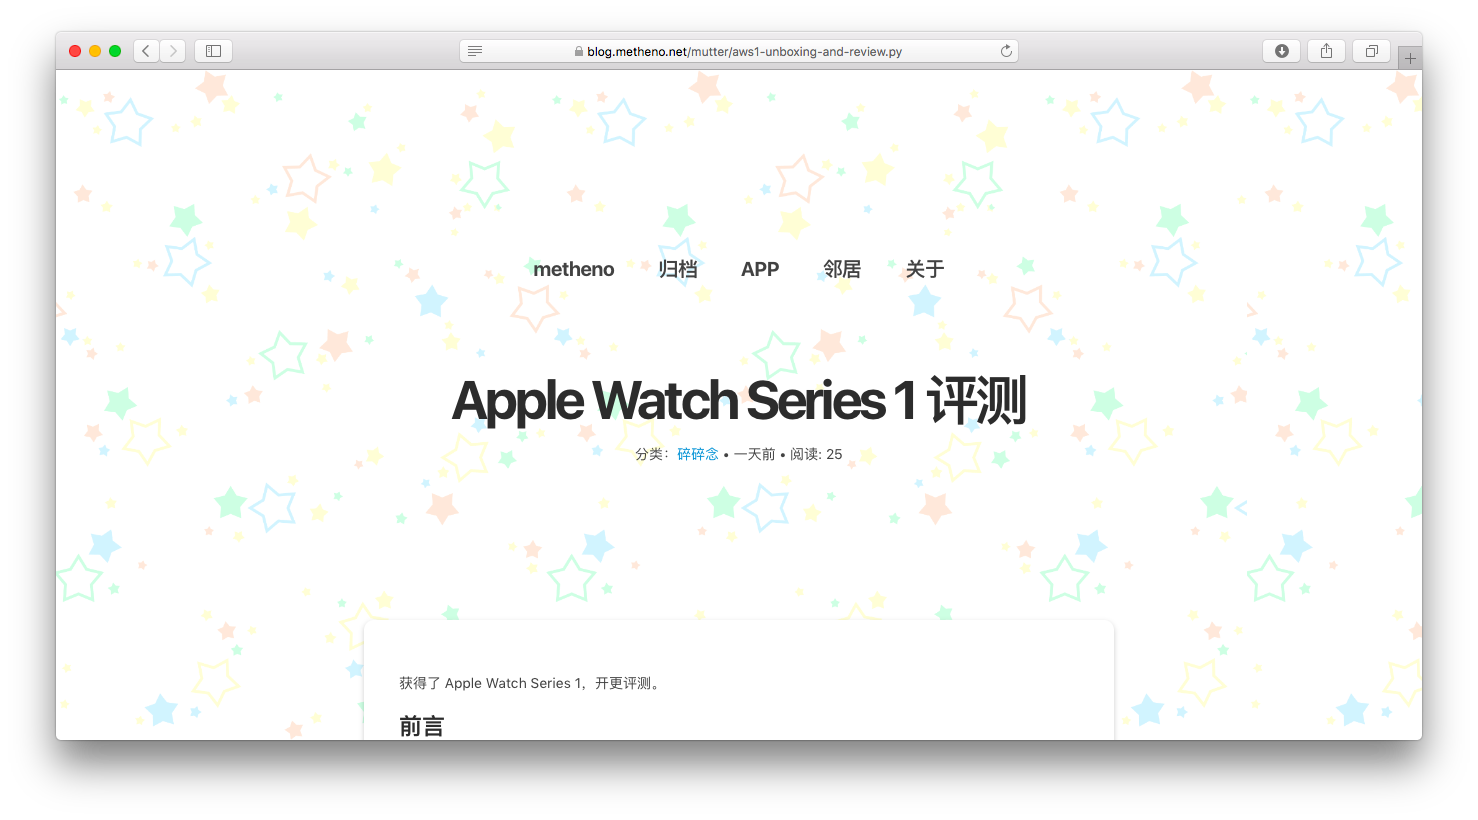 blog.metheno.net/mutter/aws1-unboxing-and-review.py
metheno 归档 APP 邻居 关于
Apple Watch Series 1 评测
分类：碎碎念 • 一天前 • 阅读: 25
获得了 Apple Watch Series 1，开更评测。
前言